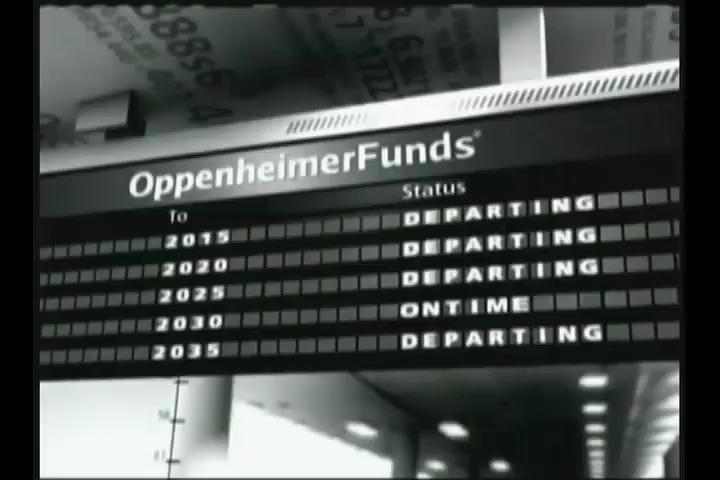 OppenheimerFunds®
To Status
2015 DEPARTING
2020 DEPARTING
2025 DEPARTING
2030 ONTIME
2035 DEPARTING